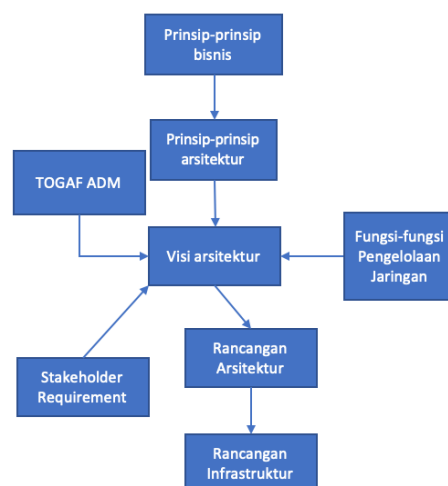 Prinsip-prinsip
bisnis
Prinsip-prinsip
arsitektur
TOGAF ADM
Visi arsitektur
Fungsi-fungsi
Pengelolaan
Jaringan
Stakeholder
Requirement
Rancangan
Arsitektur
Rancangan
Infrastruktur